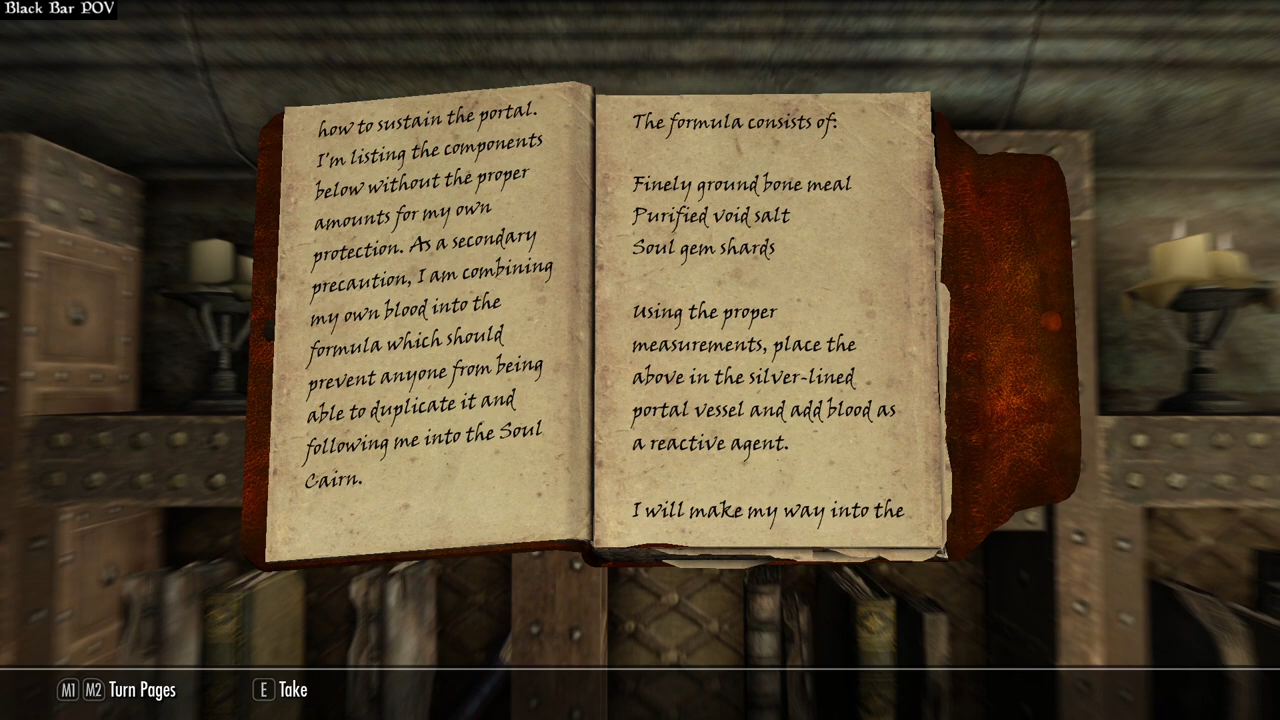 Black Bar POV
how to sustain the portal.
I'm listing the components
below without the proper
amounts for my own
protection. As a secondary
precaution, I am combining
my own blood into the
formula which should
prevent anyone from being
able to duplicate it and
following me into the Soul
Cairn.
The formula consists of:
Finely ground bone meal
Purified void salt
Soul gem shards
Using the proper
measurements, place the
above in the silver-lined
portal vessel and add blood as
a reactive agent.
I will make my way into the
M1 M2 Turn Pages
E Take